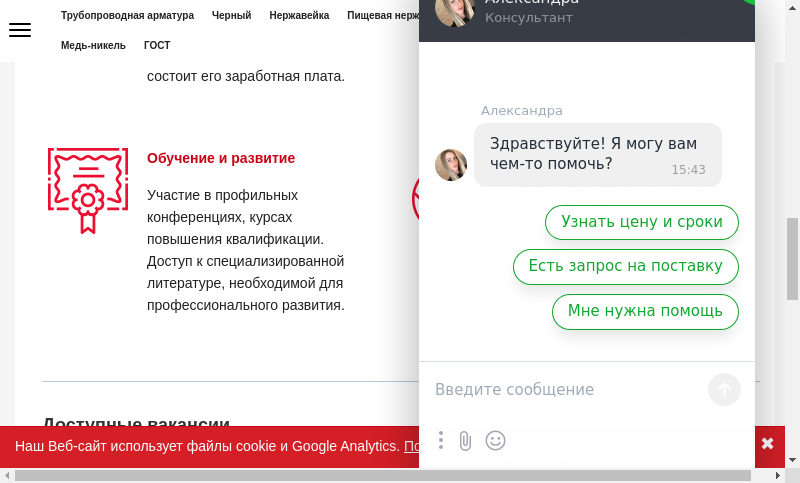 Трубопроводная арматура Черный Нержавейка Пищевая нерж
Медь-никель ГОСТ
состоит его заработная плата.
Обучение и развитие
Участие в профильных
конференциях, курсах
повышения квалификации.
Доступ к специализированной
литературе, необходимой для
профессионального развития.
Доступные вакансии
Наш Веб-сайт использует файлы cookie и Google Analytics. По
Александра
Консультант
Александра
Здравствуйте! Я могу вам
чем-то помочь?
15:43
Узнать цену и сроки
Есть запрос на поставку
Мне нужна помощь
Введите сообщение